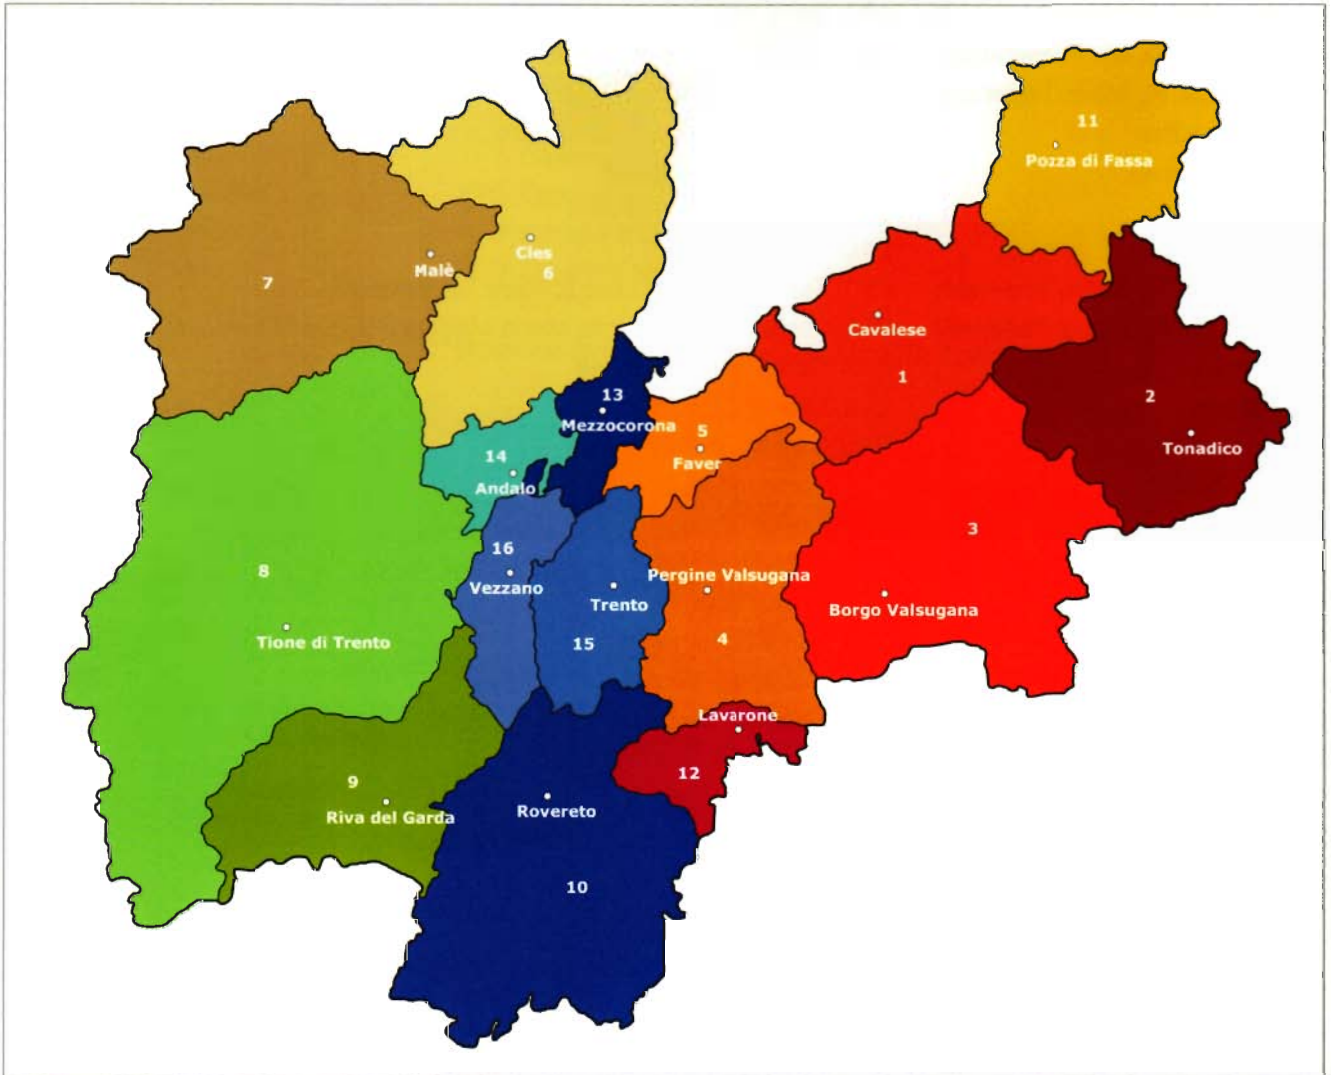 11
Pozza di Fassa
Cles
6
Malè
7
Cavalese
1
13
Mezzocorona
2
Tonadico
5
Faver
14
Andalo
3
16
Vezzano
8
Pergine Valsugana
Trento
Borgo Valsugana
15
4
Tione di Trento
Lavarone
12
9
Riva del Garda
Rovereto
10